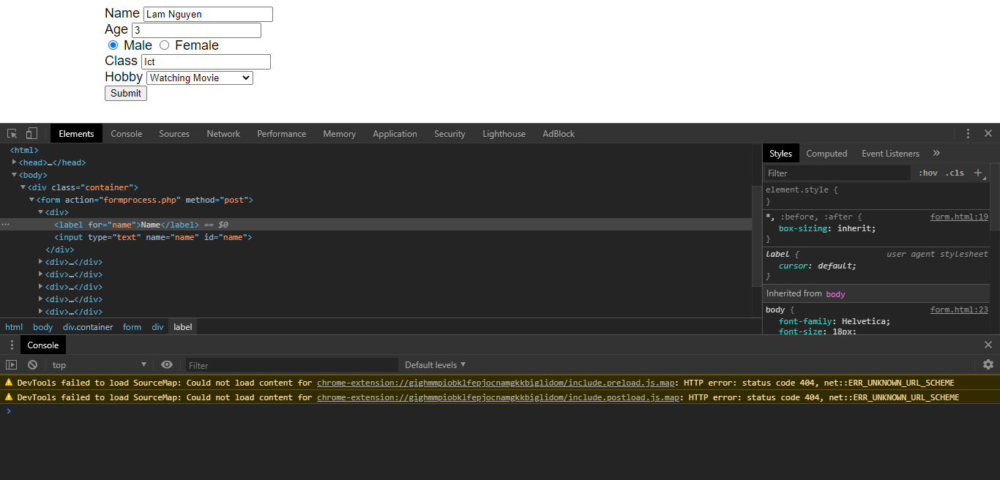 Name Lam Nguyen
Age 3
Male Female
Class Ict
Hobby Watching Movie
Submit
Elements Console Sources Network Performance Memory Application Security Lighthouse AdBlock
<html>
<head>…</head>
<body>
<div class="container">
<form action="formprocess.php" method="post">
<div>
<label for="name">Name</label> == $0
<input type="text" name="name" id="name">
</div>
<div>…</div>
<div>…</div>
<div>…</div>
<div>…</div>
<div>…</div>
html body div.container form div label
Styles Computed Event Listeners »
Filter :hov .cls +
element.style {
}
*, :before, :after { form.html:19
box-sizing: inherit;
}
label { user agent stylesheet
cursor: default;
}
Inherited from body
body { form.html:23
font-family: Helvetica;
font-size: 18px;
Console
top Filter Default levels
DevTools failed to load SourceMap: Could not load content for chrome-extension://gighmmpiobklfepjocnamgkkbiglidom/include.preload.js.map: HTTP error: status code 404, net::ERR_UNKNOWN_URL_SCHEME
DevTools failed to load SourceMap: Could not load content for chrome-extension://gighmmpiobklfepjocnamgkkbiglidom/include.postload.js.map: HTTP error: status code 404, net::ERR_UNKNOWN_URL_SCHEME